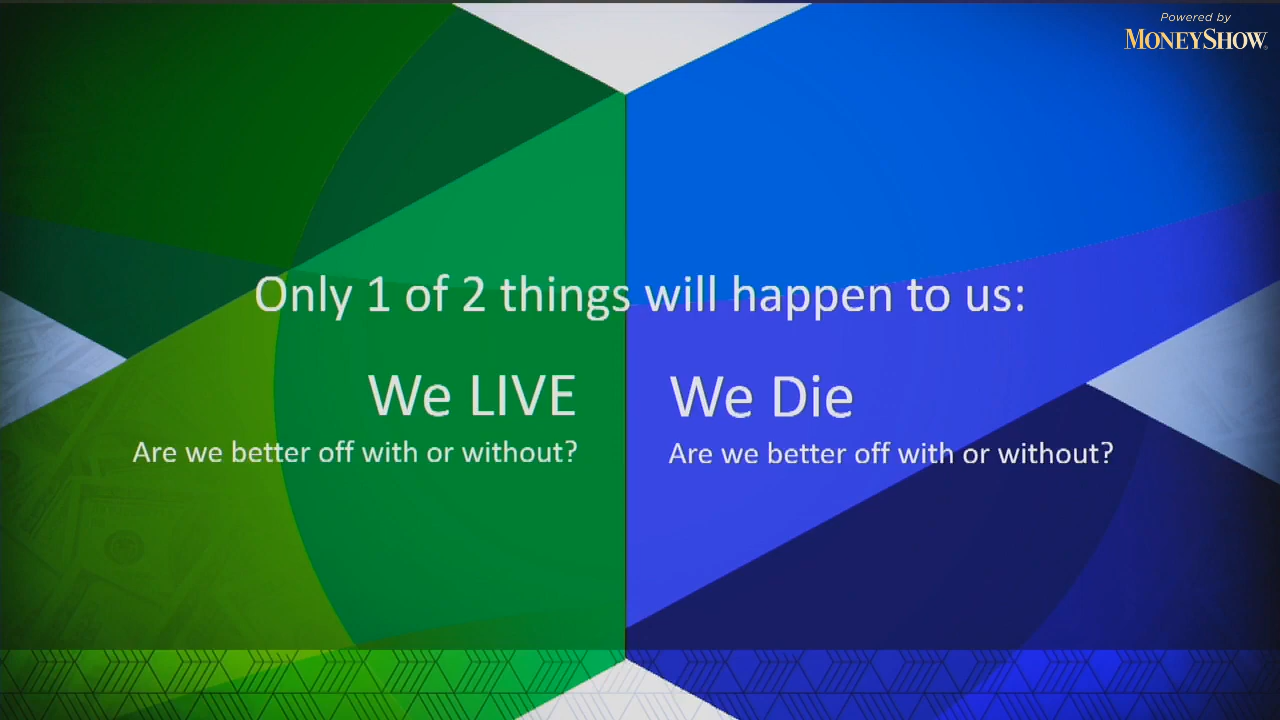 Powered by
MONEYSHOW
Only 1 of 2 things will happen to us:
We LIVE
Are we better off with or without?
We Die
Are we better off with or without?